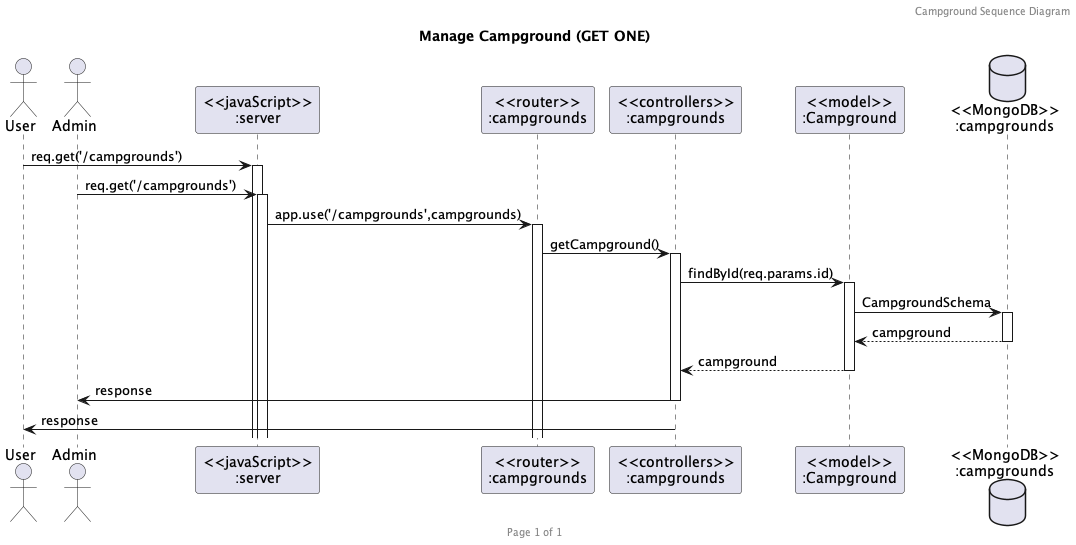 Campground Sequence Diagram
Manage Campground (GET ONE)
User
Admin
<<javaScript>>
:server
<<router>>
:campgrounds
<<controllers>>
:campgrounds
<<model>>
:Campground
<<MongoDB>>
:campgrounds
req.get('/campgrounds')
req.get('/campgrounds')
app.use('/campgrounds',campgrounds)
getCampground()
findById(req.params.id)
CampgroundSchema
campground
campground
response
response
User
Admin
<<javaScript>>
:server
<<router>>
:campgrounds
<<controllers>>
:campgrounds
<<model>>
:Campground
<<MongoDB>>
:campgrounds
Page 1 of 1